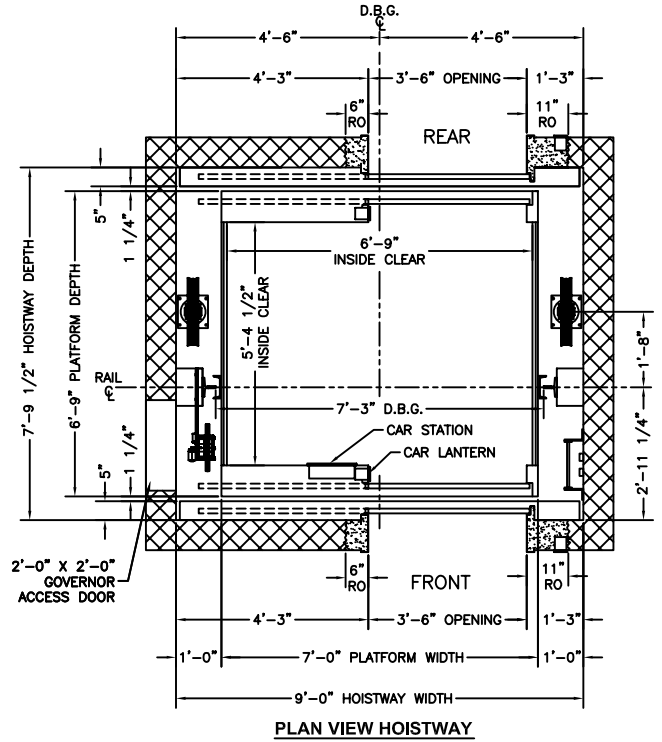 D.B.G.
C L
4'-6" 4'-6"
4'-3" 3'-6" OPENING 1'-3"
6" RO
11" RO
REAR
5"
1 1/4"
6'-9"
INSIDE CLEAR
7'-9 1/2" HOISTWAY DEPTH
6'-9" PLATFORM DEPTH
5'-4 1/2"
INSIDE CLEAR
1'-8"
RAIL
C L
7'-3" D.B.G.
CAR STATION
CAR LANTERN
2'-11 1/4"
1 1/4"
5"
2'-0" X 2'-0"
GOVERNOR
ACCESS DOOR
6"
RO
FRONT
11"
RO
4'-3" 3'-6" OPENING 1'-3"
1'-0" 7'-0" PLATFORM WIDTH 1'-0"
9'-0" HOISTWAY WIDTH
PLAN VIEW HOISTWAY